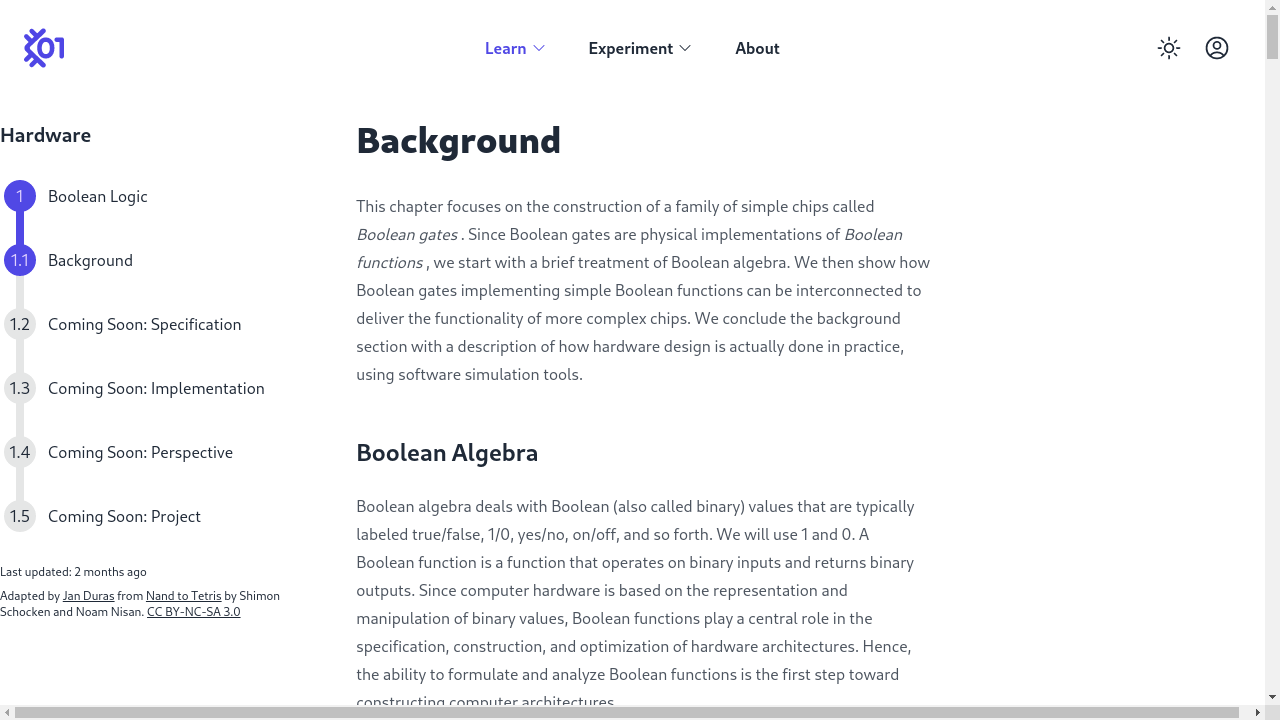 01
Learn
Experiment
About
Hardware
1 Boolean Logic
1.1 Background
1.2 Coming Soon: Specification
1.3 Coming Soon: Implementation
1.4 Coming Soon: Perspective
1.5 Coming Soon: Project
Last updated: 2 months ago
Adapted by Jan Duras from Nand to Tetris by Shimon
Schocken and Noam Nisan. CC BY-NC-SA 3.0
Background
This chapter focuses on the construction of a family of simple chips called
Boolean gates . Since Boolean gates are physical implementations of Boolean
functions , we start with a brief treatment of Boolean algebra. We then show how
Boolean gates implementing simple Boolean functions can be interconnected to
deliver the functionality of more complex chips. We conclude the background
section with a description of how hardware design is actually done in practice,
using software simulation tools.
Boolean Algebra
Boolean algebra deals with Boolean (also called binary) values that are typically
labeled true/false, 1/0, yes/no, on/off, and so forth. We will use 1 and 0. A
Boolean function is a function that operates on binary inputs and returns binary
outputs. Since computer hardware is based on the representation and
manipulation of binary values, Boolean functions play a central role in the
specification, construction, and optimization of hardware architectures. Hence,
the ability to formulate and analyze Boolean functions is the first step toward
constructing computer architectures.